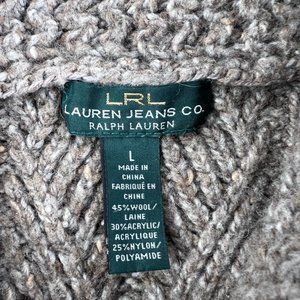 LRL
LAUREN JEANS CO.
RALPH LAUREN
L
MADE IN
CHINA
FABRIQUÉ EN
CHINE
45%WOOL/
LAINE
30%ACRYLIC/
ACRYLIQUE
25%NYLON/
POLYAMIDE